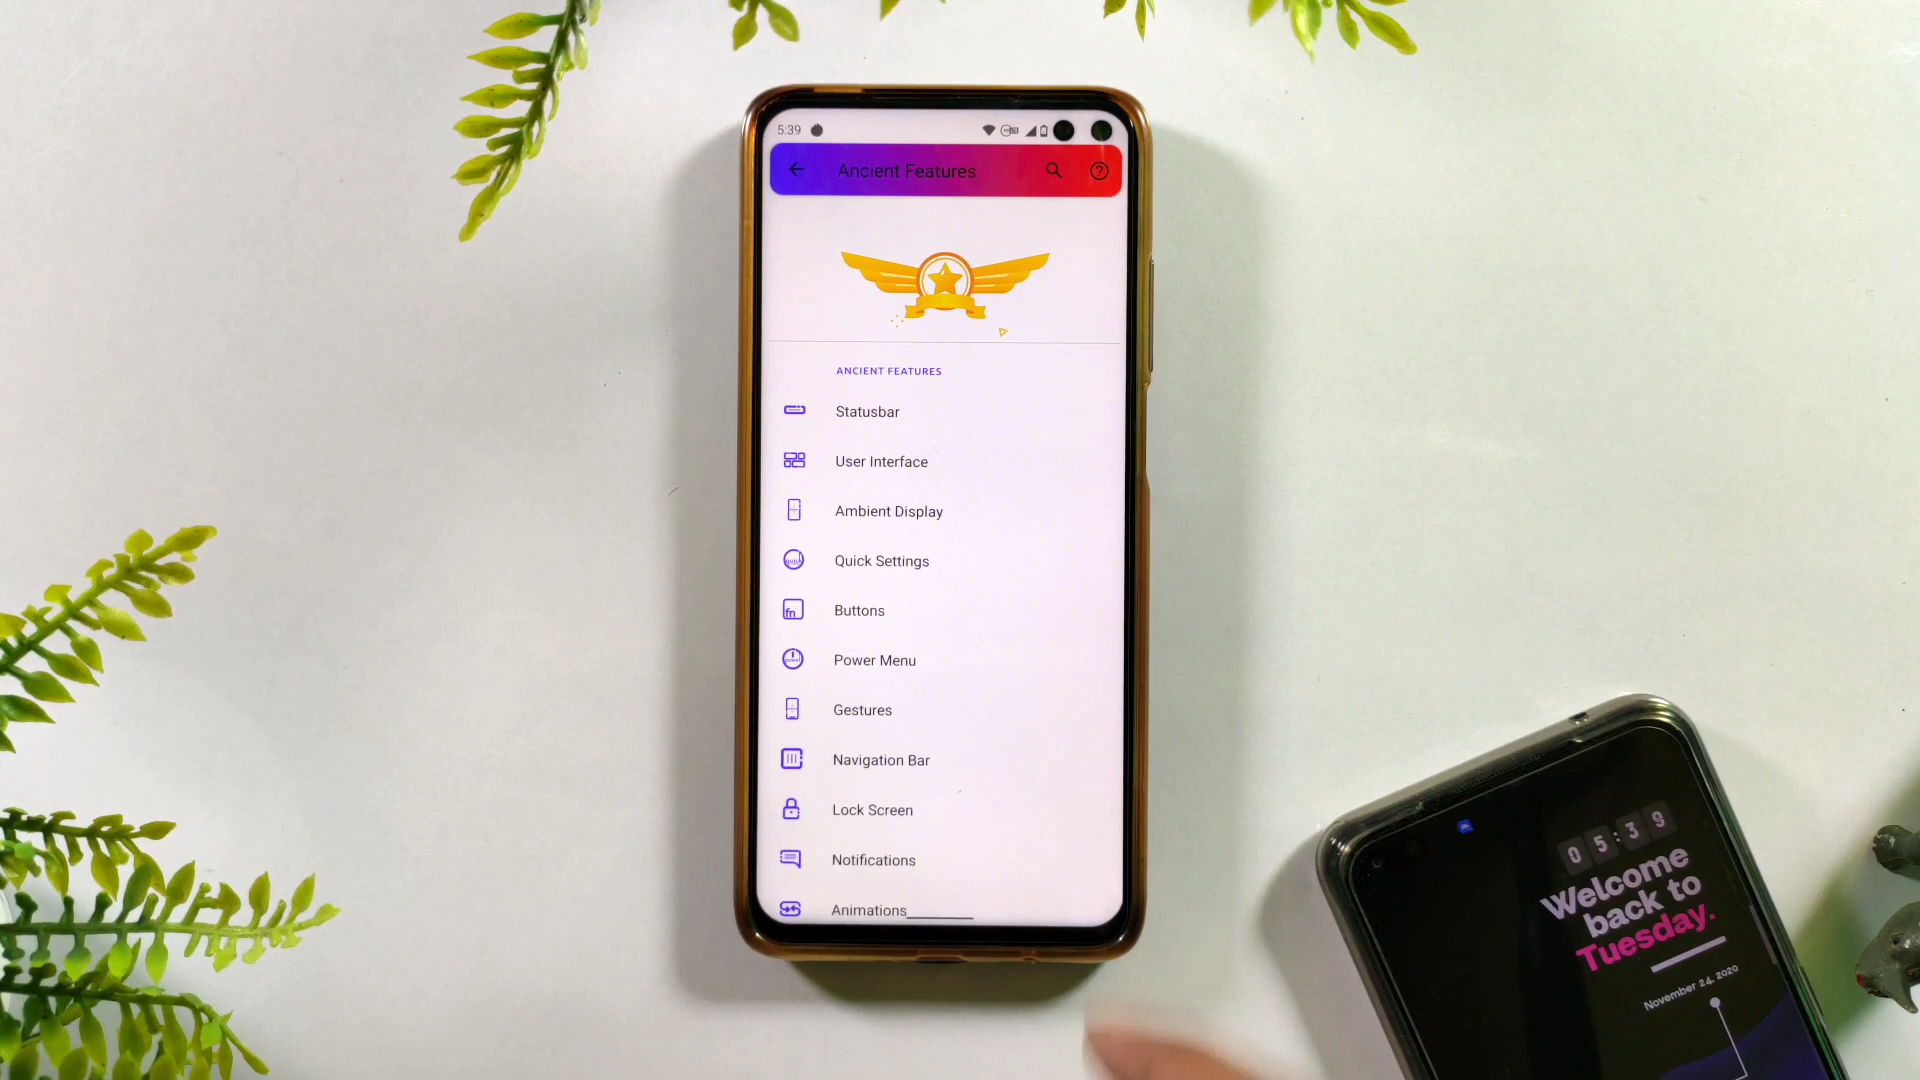 5:39
Ancient Features
ANCIENT FEATURES
Statusbar
User Interface
Ambient Display
Quick Settings
Buttons
Power Menu
Gestures
Navigation Bar
Lock Screen
Notifications
Animations
05:39
Welcome
back to
Tuesday.
November 24, 2020